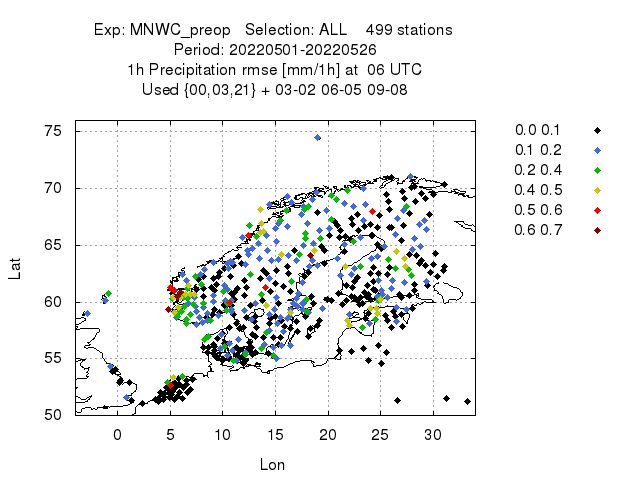 Exp: MNWC_preop Selection: ALL 499 stations
Period: 20220501-20220526
1h Precipitation rmse [mm/1h] at 06 UTC
Used {00,03,21} + 03-02 06-05 09-08
0.0 0.1
0.1 0.2
0.2 0.4
0.4 0.5
0.5 0.6
0.6 0.7
75
70
65
60
55
50
Lat
0 5 10 15 20 25 30
Lon